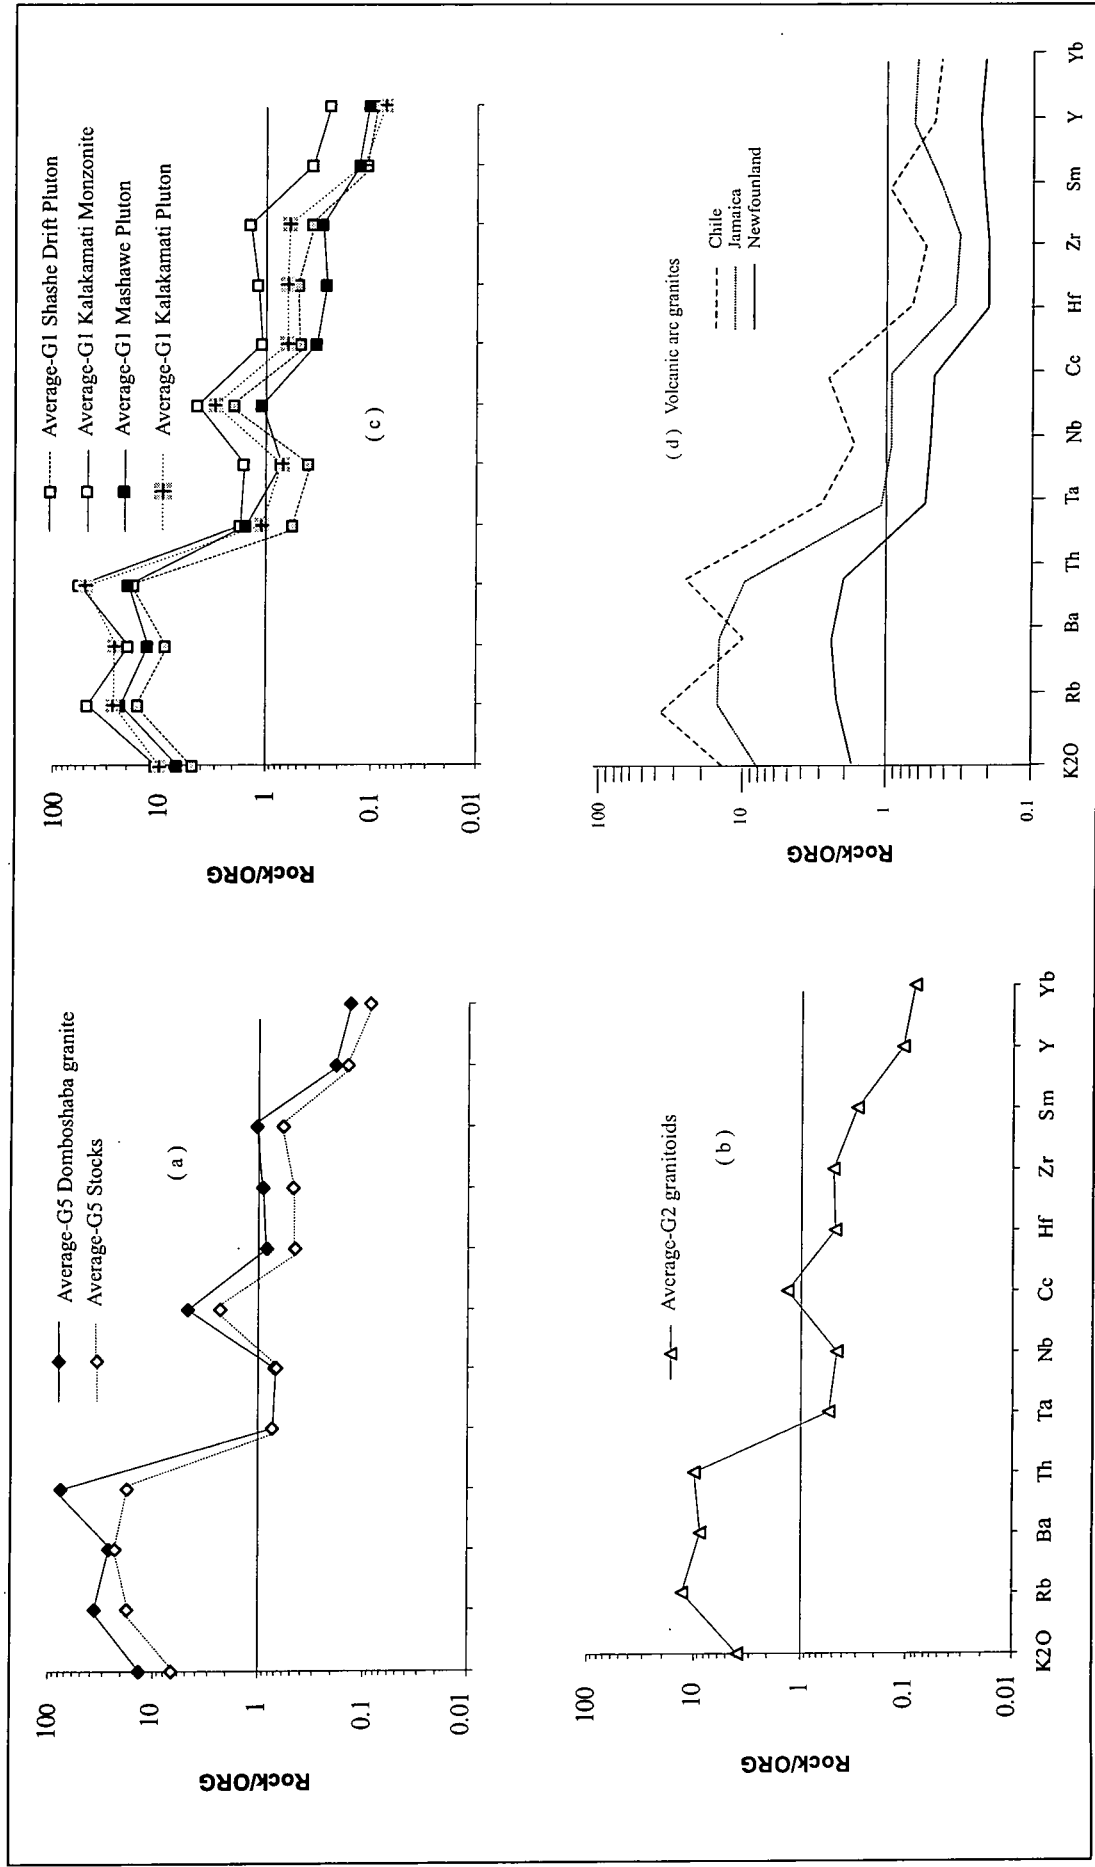 Average-G5 Domboshaba granite
Average-G5 Stocks
( a )
100
10
1
0.1
0.01
Rock/ORG
Average-G1 Shashe Drift Pluton
Average-G1 Kalakamati Monzonite
Average-G1 Mashawe Pluton
Average-G1 Kalakamati Pluton
( c )
100
10
1
0.1
0.01
Rock/ORG
Average-G2 granitoids
( b )
100
10
1
0.1
0.01
Rock/ORG
K2O Rb Ba Th Ta Nb Cc Hf Zr Sm Y Yb
( d ) Volcanic arc granites
Chile
Jamaica
Newfounland
100
10
1
0.1
Rock/ORG
K2O Rb Ba Th Ta Nb Cc Hf Zr Sm Y Yb